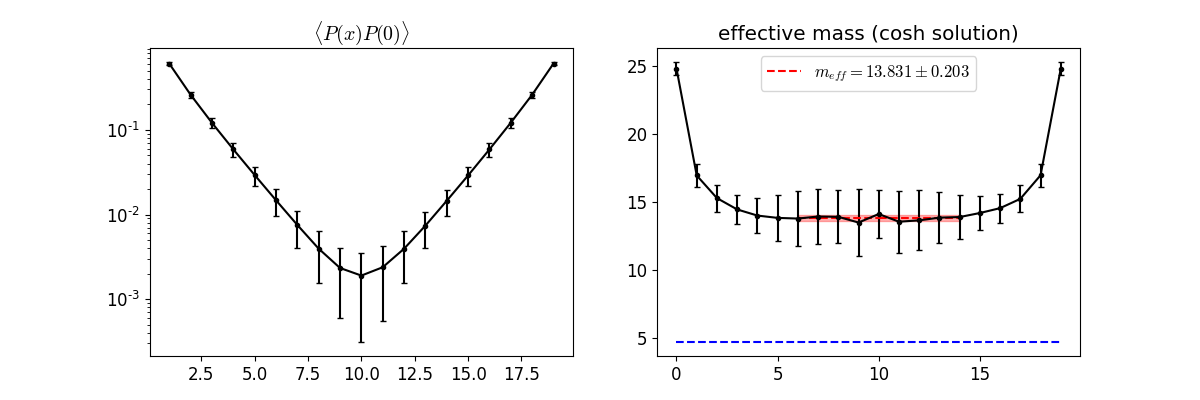 ⟨P(x)P(0)⟩
10⁻¹
10⁻²
10⁻³
2.5 5.0 7.5 10.0 12.5 15.0 17.5
effective mass (cosh solution)
m_eff = 13.831 ± 0.203
25
20
15
10
5
0 5 10 15